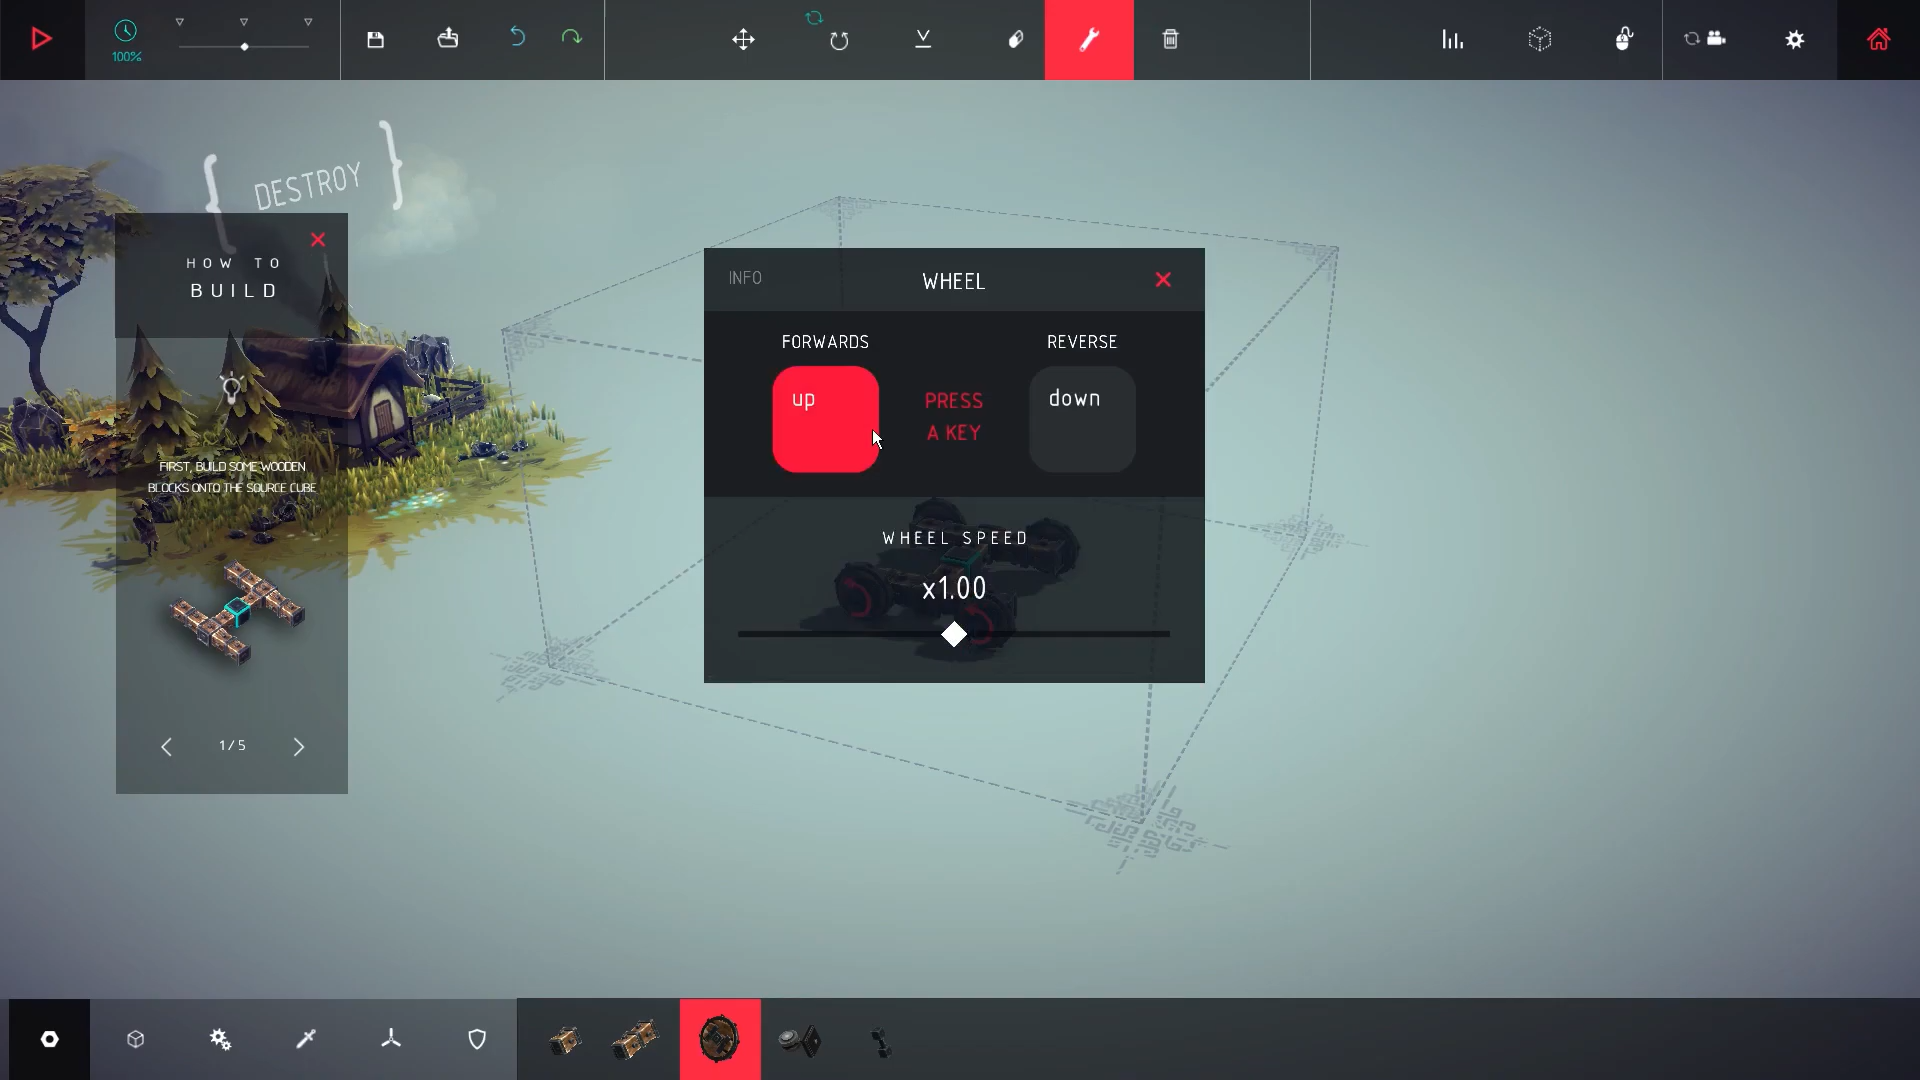 100%
{ DESTROY }
HOW TO
BUILD
FIRST, BUILD SOME WOODEN
BLOCKS ONTO THE SOURCE CUBE
1/5
INFO
WHEEL
FORWARDS
REVERSE
up
PRESS
A KEY
down
WHEEL SPEED
x1.00